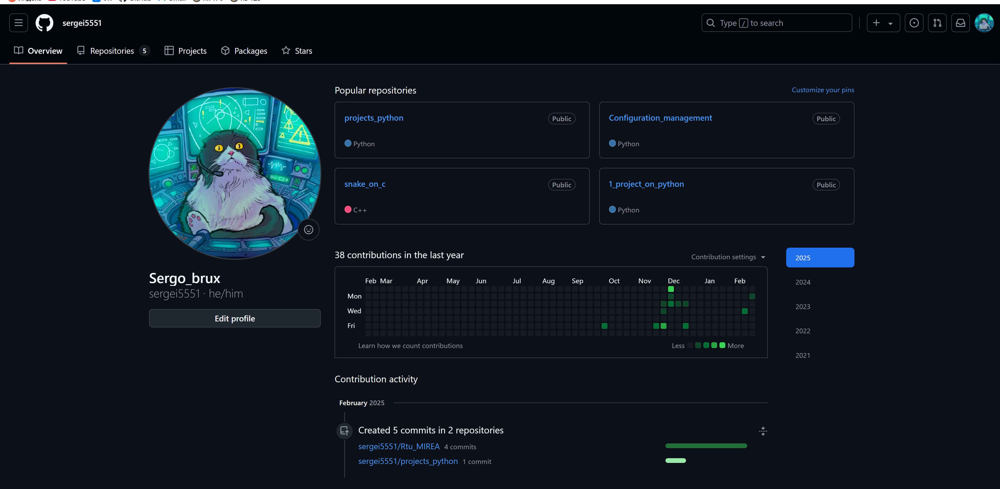 YouTube
GitHub
Gmail
sergei5551
Type / to search
Overview
Repositories 5
Projects
Packages
Stars
Popular repositories
Customize your pins
projects_python
Public
Python
Configuration_management
Public
Python
snake_on_c
Public
C++
1_project_on_python
Public
Python
Sergo_brux
sergei5551 · he/him
Edit profile
38 contributions in the last year
Contribution settings
2025
2024
2023
2022
2021
Feb Mar Apr May Jun Jul Aug Sep Oct Nov Dec Jan Feb
Mon
Wed
Fri
Learn how we count contributions
Less More
Contribution activity
February 2025
Created 5 commits in 2 repositories
sergei5551/Rtu_MIREA 4 commits
sergei5551/projects_python 1 commit